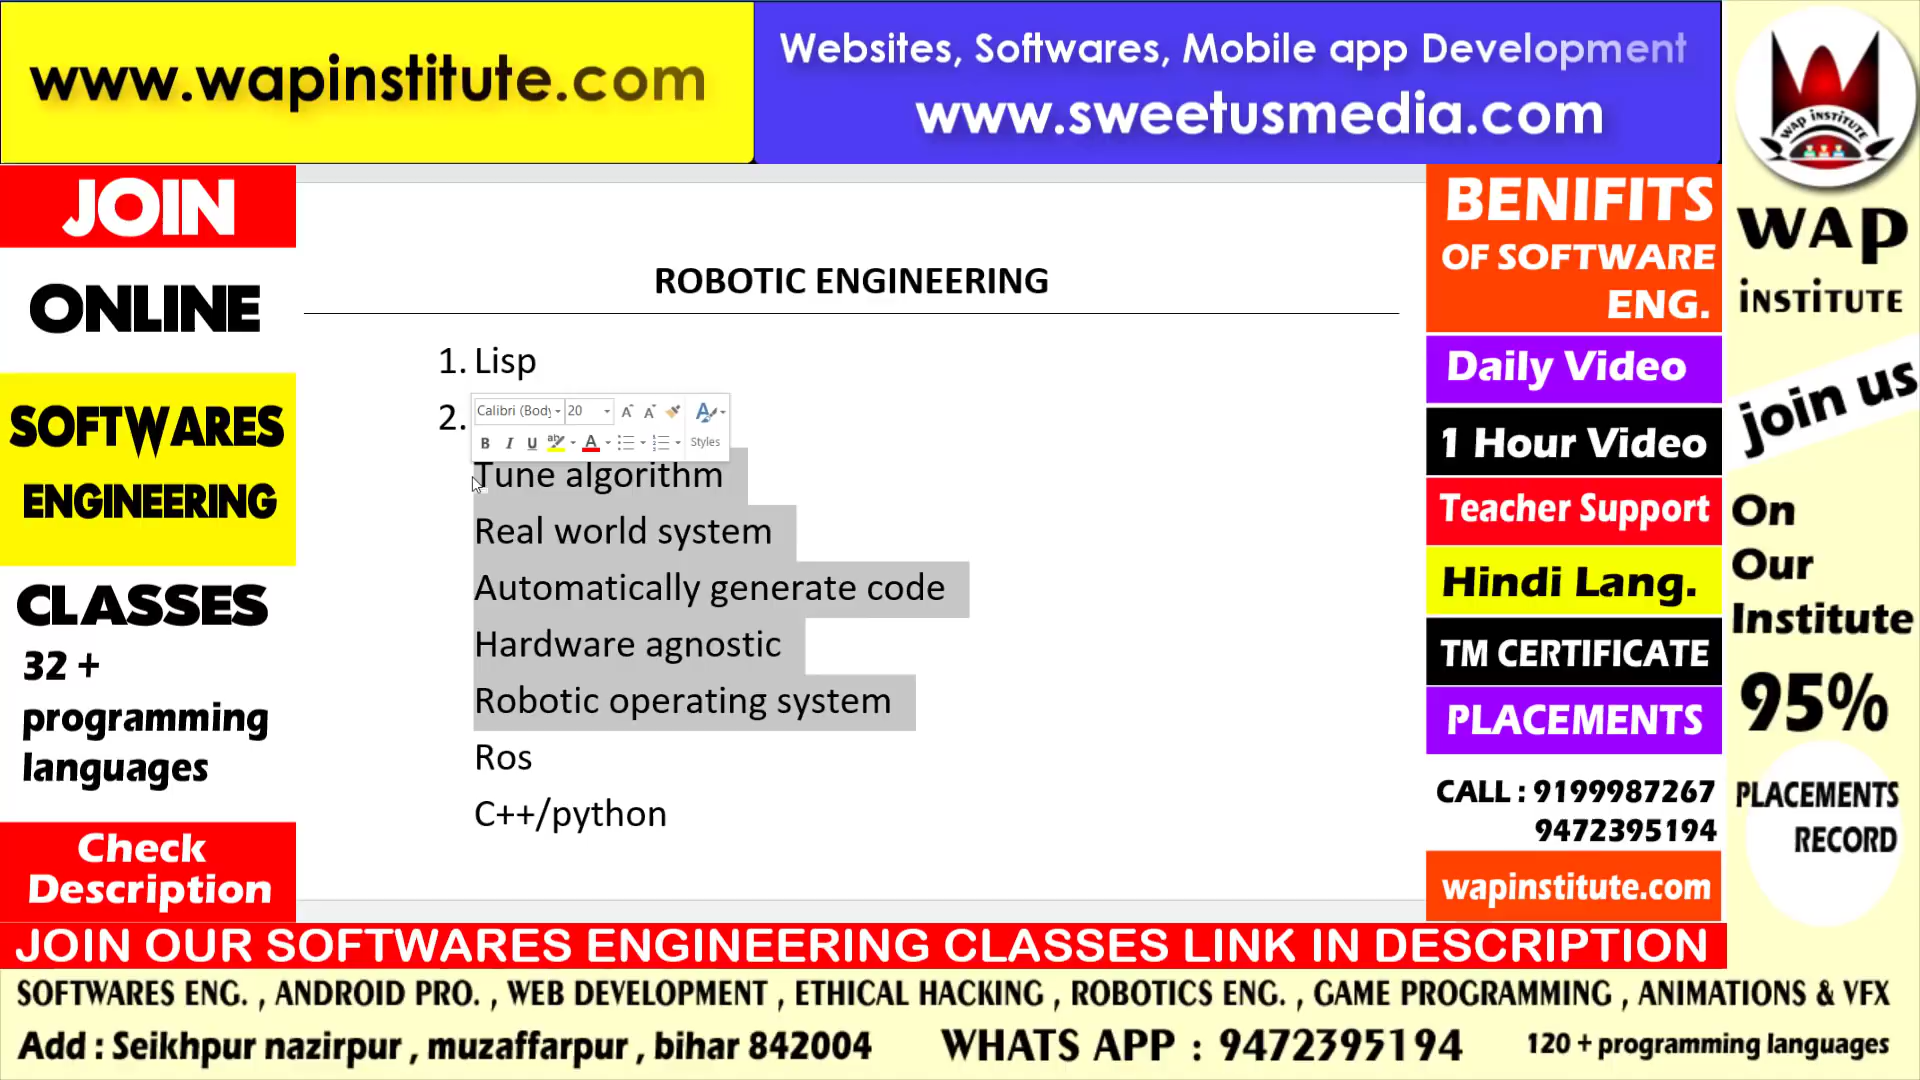 www.wapinstitute.com
Websites, Softwares, Mobile app Development
www.sweetusmedia.com
WAP INSTITUTE
WAP
INSTITUTE
join us
On
Our
Institute
95%
PLACEMENTS
RECORD
JOIN
ONLINE
SOFTWARES
ENGINEERING
CLASSES
32 +
programming
languages
Check
Description
ROBOTIC ENGINEERING
1. Lisp
2.
Calibri (Body
20
B I U
ab
A
Styles
Tune algorithm
Real world system
Automatically generate code
Hardware agnostic
Robotic operating system
Ros
C++/python
BENIFITS
OF SOFTWARE
ENG.
Daily Video
1 Hour Video
Teacher Support
Hindi Lang.
TM CERTIFICATE
PLACEMENTS
CALL : 9199987267
9472395194
wapinstitute.com
JOIN OUR SOFTWARES ENGINEERING CLASSES LINK IN DESCRIPTION
SOFTWARES ENG. , ANDROID PRO. , WEB DEVELOPMENT , ETHICAL HACKING , ROBOTICS ENG. , GAME PROGRAMMING , ANIMATIONS & VFX
Add : Seikhpur nazirpur , muzaffarpur , bihar 842004
WHATS APP : 9472395194
120 + programming languages